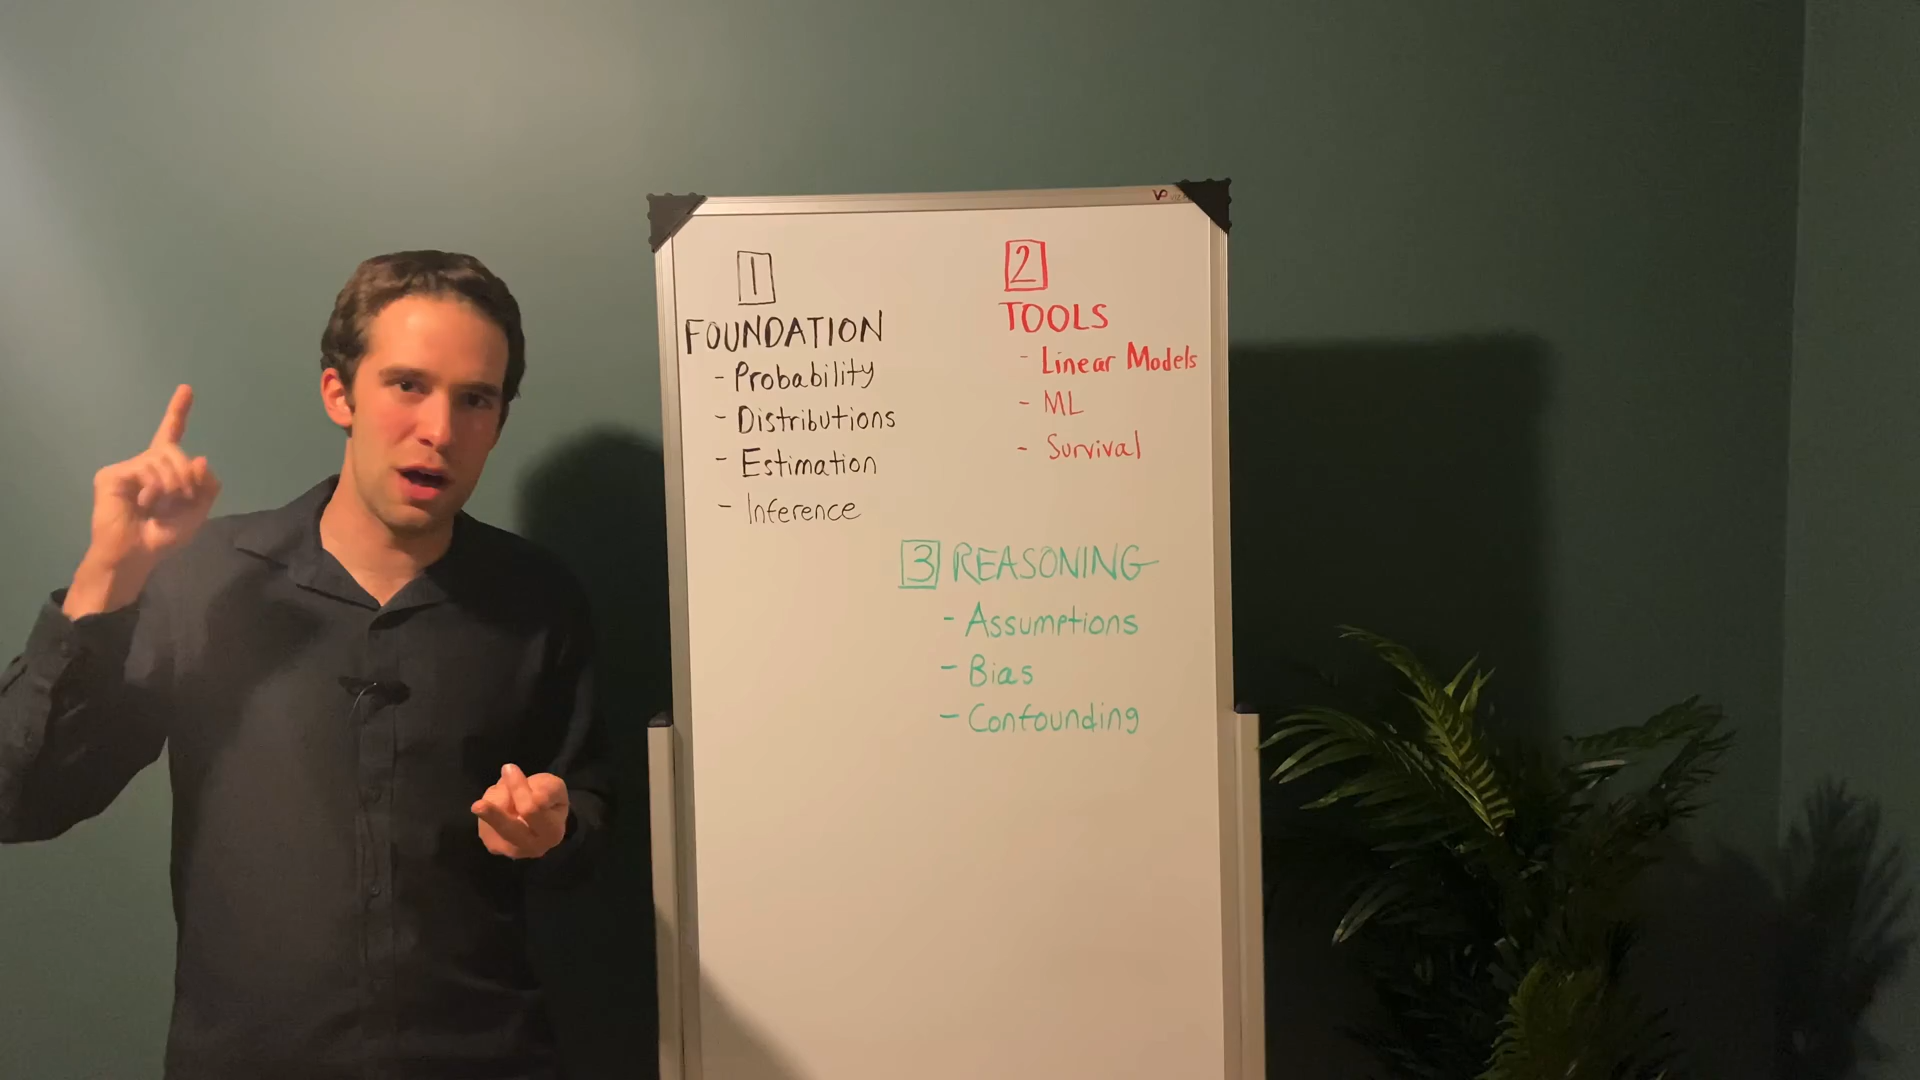 1
FOUNDATION
- Probability
- Distributions
- Estimation
- Inference
2
TOOLS
- Linear Models
- ML
- Survival
3 REASONING
- Assumptions
- Bias
- Confounding